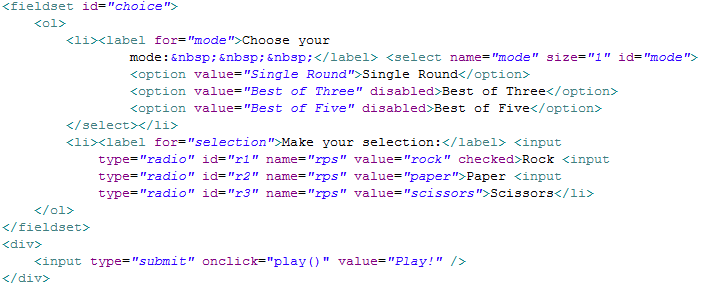 <fieldset id="choice">
<ol>
<li><label for="mode">Choose your
mode:&nbsp;&nbsp;&nbsp;</label> <select name="mode" size="1" id="mode">
<option value="Single Round">Single Round</option>
<option value="Best of Three" disabled>Best of Three</option>
<option value="Best of Five" disabled>Best of Five</option>
</select></li>
<li><label for="selection">Make your selection:</label> <input
type="radio" id="r1" name="rps" value="rock" checked>Rock <input
type="radio" id="r2" name="rps" value="paper">Paper <input
type="radio" id="r3" name="rps" value="scissors">Scissors</li>
</ol>
</fieldset>
<div>
<input type="submit" onclick="play()" value="Play!" />
</div>